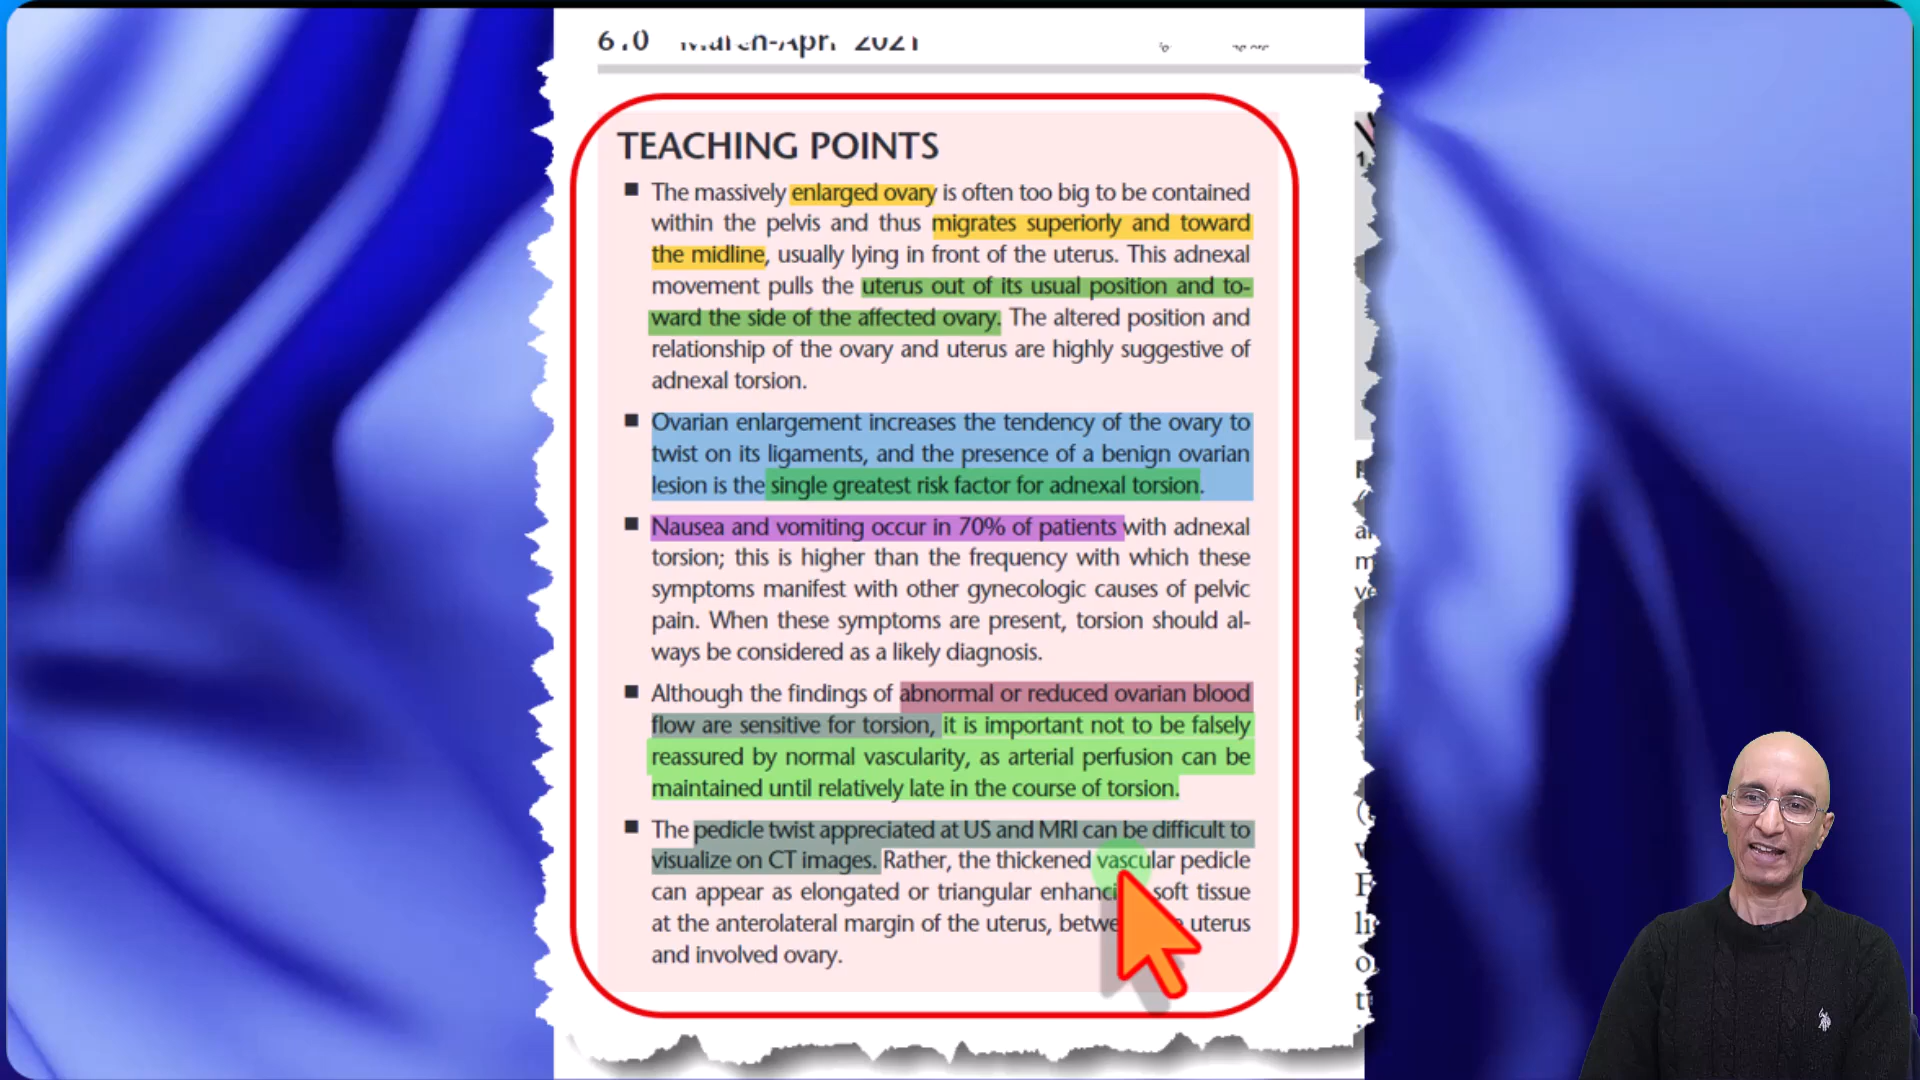 TEACHING POINTS
■ The massively enlarged ovary is often too big to be contained
within the pelvis and thus migrates superiorly and toward
the midline, usually lying in front of the uterus. This adnexal
movement pulls the uterus out of its usual position and to-
ward the side of the affected ovary. The altered position and
relationship of the ovary and uterus are highly suggestive of
adnexal torsion.
■ Ovarian enlargement increases the tendency of the ovary to
twist on its ligaments, and the presence of a benign ovarian
lesion is the single greatest risk factor for adnexal torsion.
■ Nausea and vomiting occur in 70% of patients with adnexal
torsion; this is higher than the frequency with which these
symptoms manifest with other gynecologic causes of pelvic
pain. When these symptoms are present, torsion should al-
ways be considered as a likely diagnosis.
■ Although the findings of abnormal or reduced ovarian blood
flow are sensitive for torsion, it is important not to be falsely
reassured by normal vascularity, as arterial perfusion can be
maintained until relatively late in the course of torsion.
■ The pedicle twist appreciated at US and MRI can be difficult to
visualize on CT images. Rather, the thickened vascular pedicle
can appear as elongated or triangular soft tissue
at the anterolateral margin of the uterus, uterus
and involved ovary.